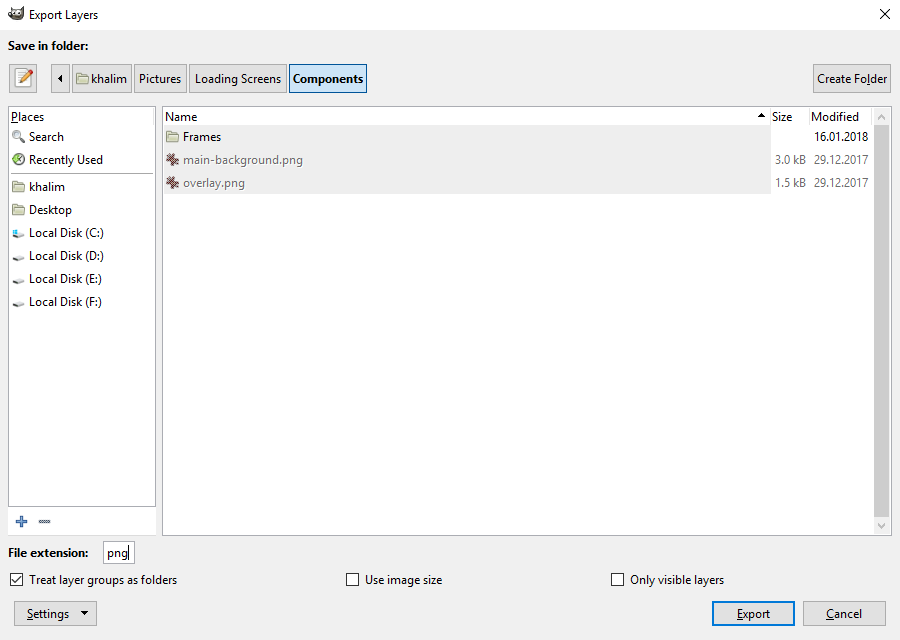 Export Layers
Save in folder:
khalim Pictures Loading Screens Components Create Folder
Places
Search
Recently Used
khalim
Desktop
Local Disk (C:)
Local Disk (D:)
Local Disk (E:)
Local Disk (F:)
Name Size Modified
Frames 16.01.2018
main-background.png 3.0 kB 29.12.2017
overlay.png 1.5 kB 29.12.2017
File extension: png
Treat layer groups as folders Use image size Only visible layers
Settings Export Cancel